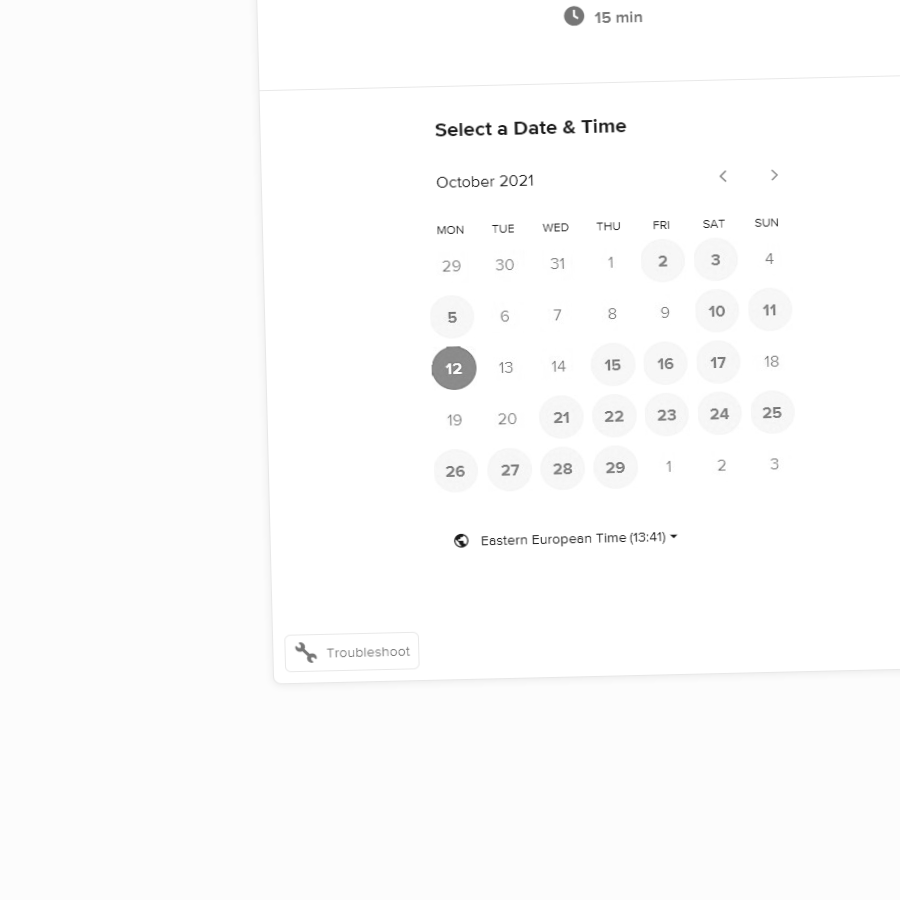 15 min
Select a Date & Time
October 2021
MON TUE WED THU FRI SAT SUN
29 30 31 1 2 3 4
5 6 7 8 9 10 11
12 13 14 15 16 17 18
19 20 21 22 23 24 25
26 27 28 29 1 2 3
Eastern European Time (13:41)
Troubleshoot